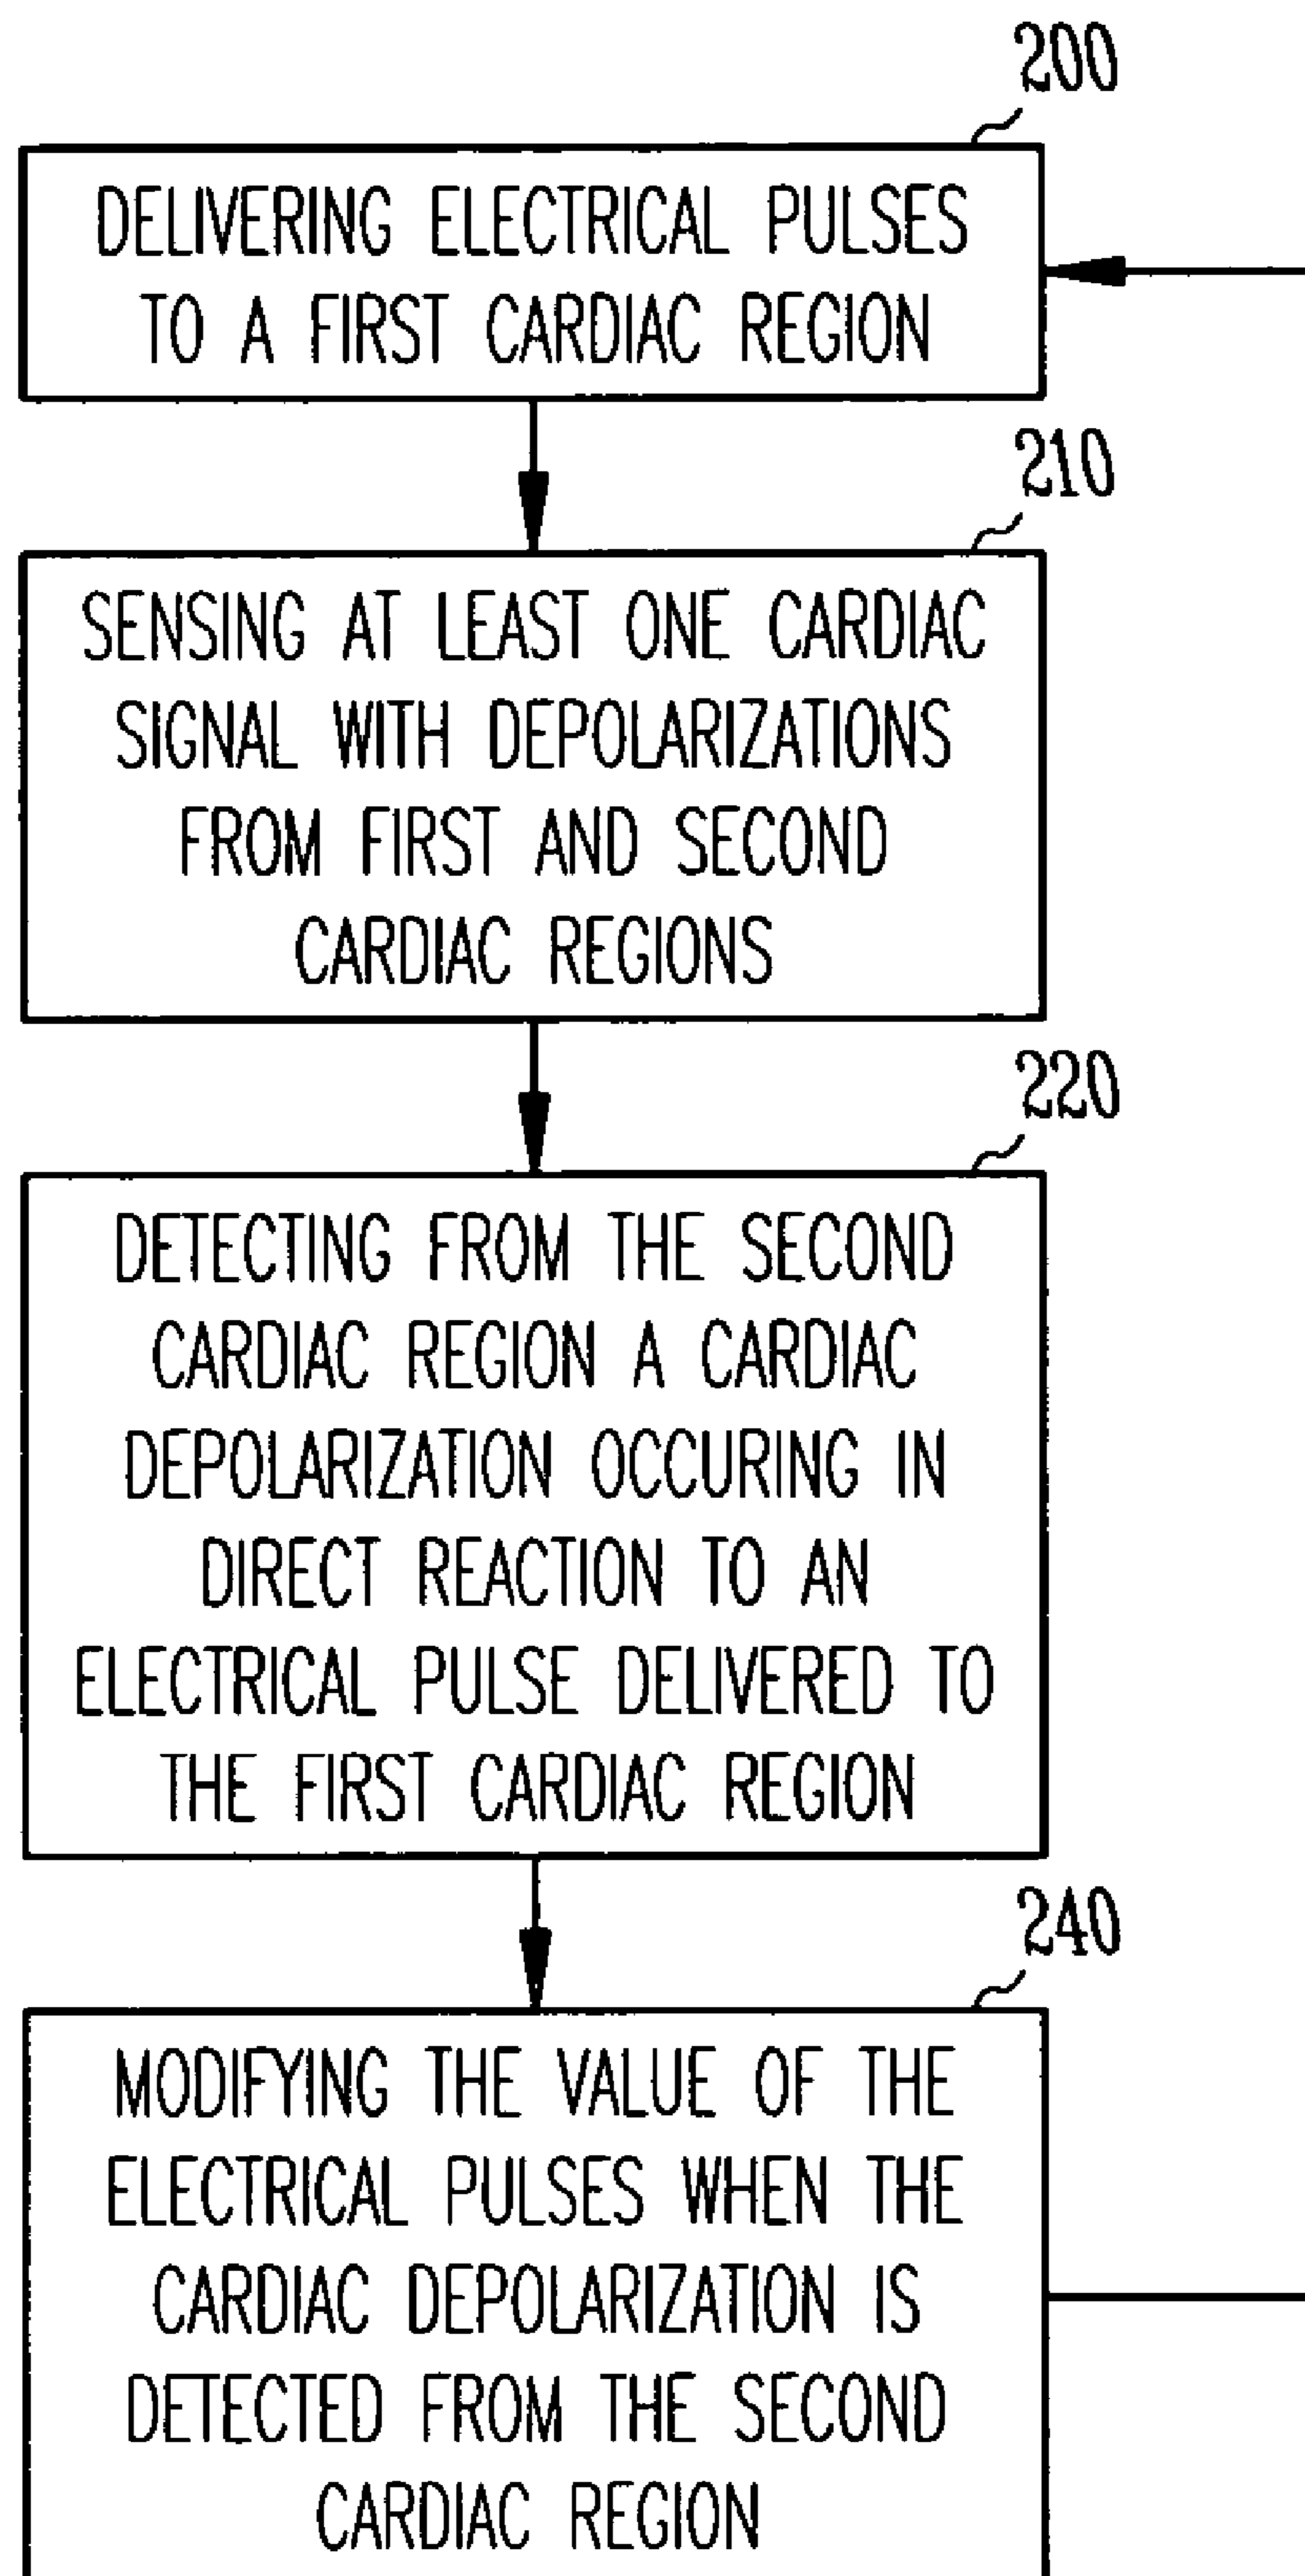 200
DELIVERING ELECTRICAL PULSES
TO A FIRST CARDIAC REGION
210
SENSING AT LEAST ONE CARDIAC
SIGNAL WITH DEPOLARIZATIONS
FROM FIRST AND SECOND
CARDIAC REGIONS
220
DETECTING FROM THE SECOND
CARDIAC REGION A CARDIAC
DEPOLARIZATION OCCURING IN
DIRECT REACTION TO AN
ELECTRICAL PULSE DELIVERED TO
THE FIRST CARDIAC REGION
240
MODIFYING THE VALUE OF THE
ELECTRICAL PULSES WHEN THE
CARDIAC DEPOLARIZATION IS
DETECTED FROM THE SECOND
CARDIAC REGION